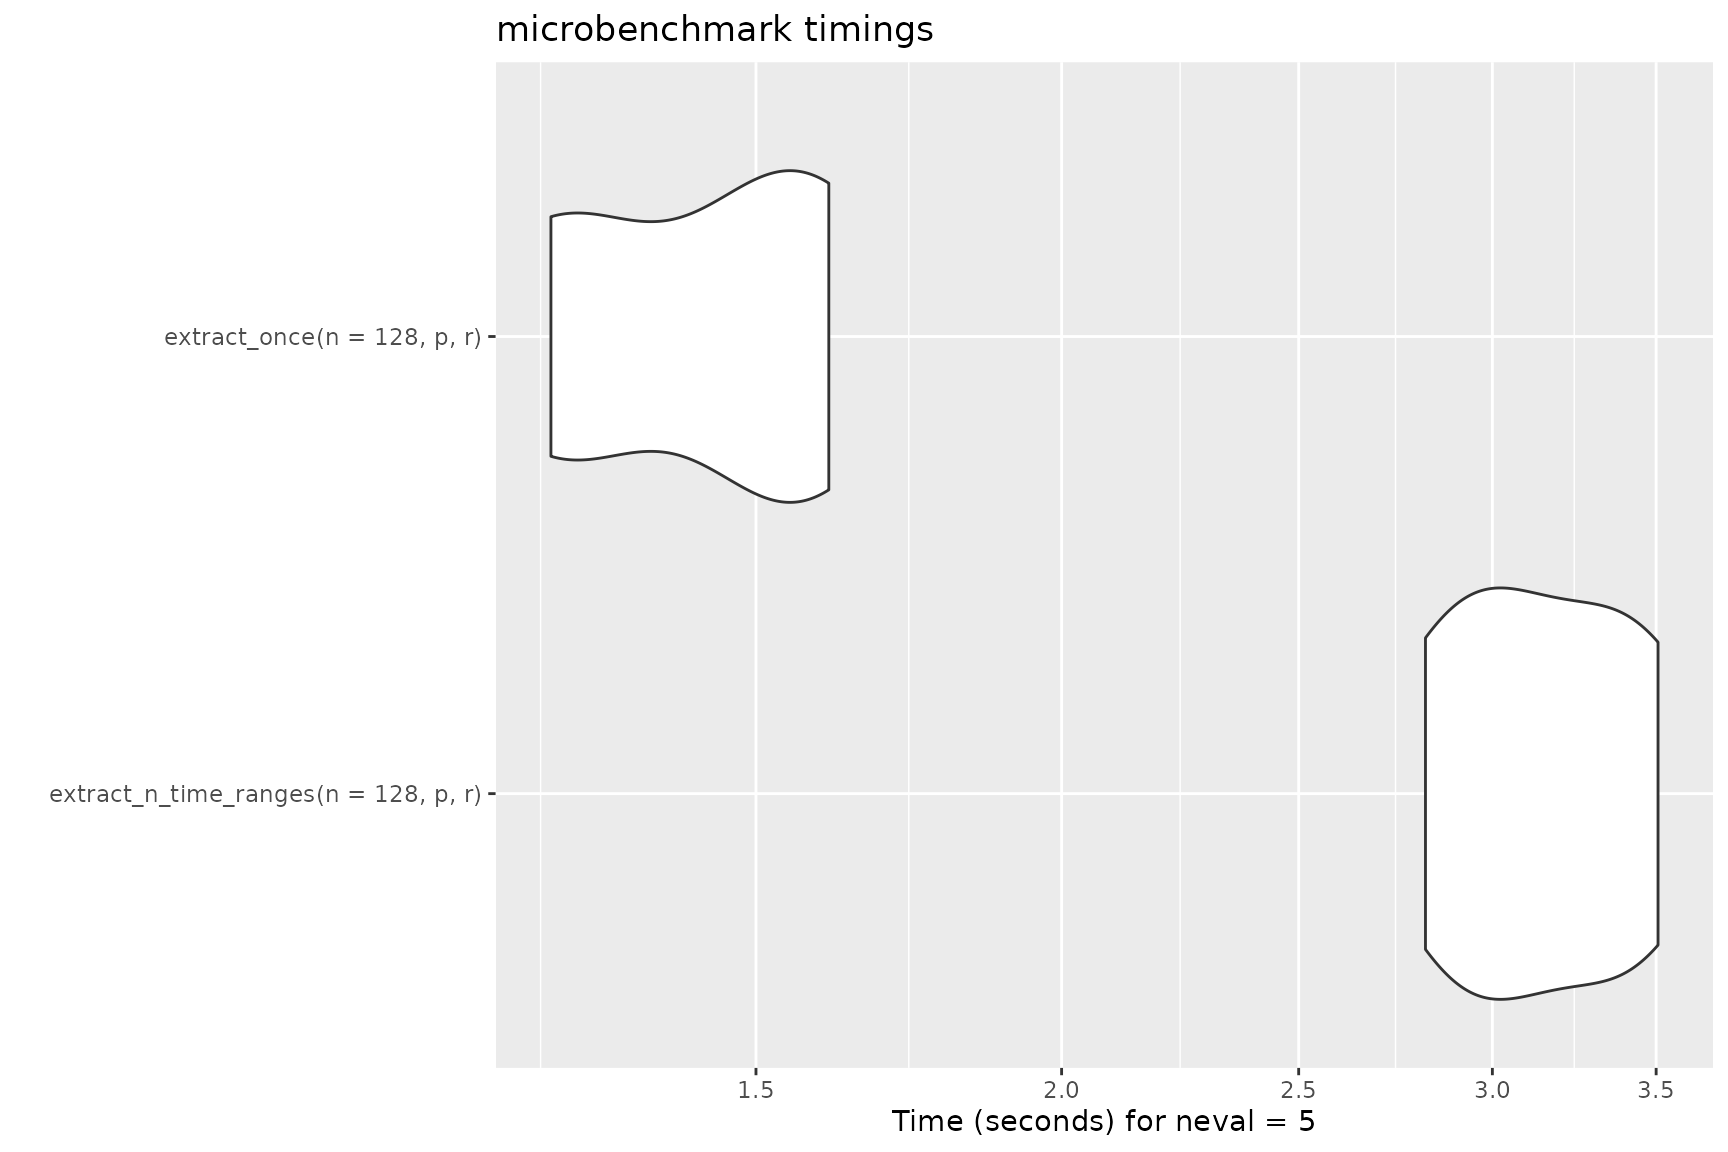 microbenchmark timings
extract_once(n = 128, p, r)
extract_n_time_ranges(n = 128, p, r)
1.5 2.0 2.5 3.0 3.5
Time (seconds) for neval = 5